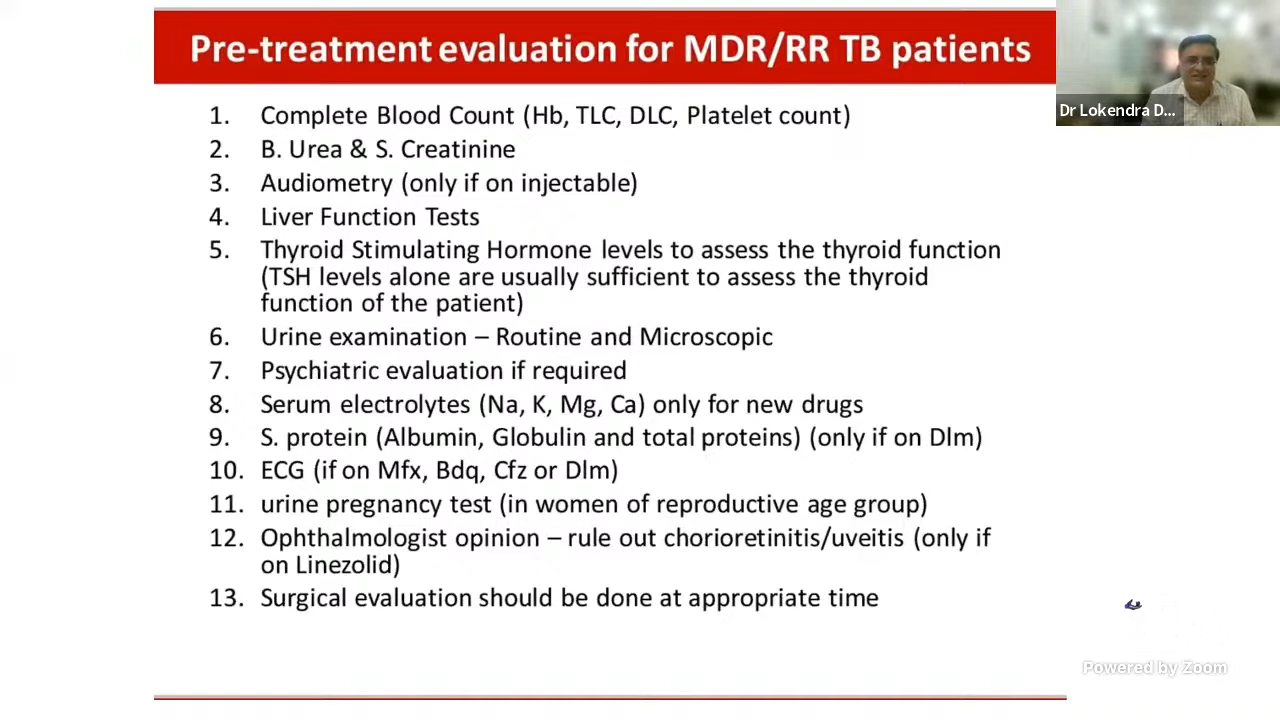 Pre-treatment evaluation for MDR/RR TB patients
Dr Lokendra D...
1. Complete Blood Count (Hb, TLC, DLC, Platelet count)
2. B. Urea & S. Creatinine
3. Audiometry (only if on injectable)
4. Liver Function Tests
5. Thyroid Stimulating Hormone levels to assess the thyroid function
(TSH levels alone are usually sufficient to assess the thyroid
function of the patient)
6. Urine examination – Routine and Microscopic
7. Psychiatric evaluation if required
8. Serum electrolytes (Na, K, Mg, Ca) only for new drugs
9. S. protein (Albumin, Globulin and total proteins) (only if on Dlm)
10. ECG (if on Mfx, Bdq, Cfz or Dlm)
11. urine pregnancy test (in women of reproductive age group)
12. Ophthalmologist opinion – rule out chorioretinitis/uveitis (only if
on Linezolid)
13. Surgical evaluation should be done at appropriate time
Powered by Zoom